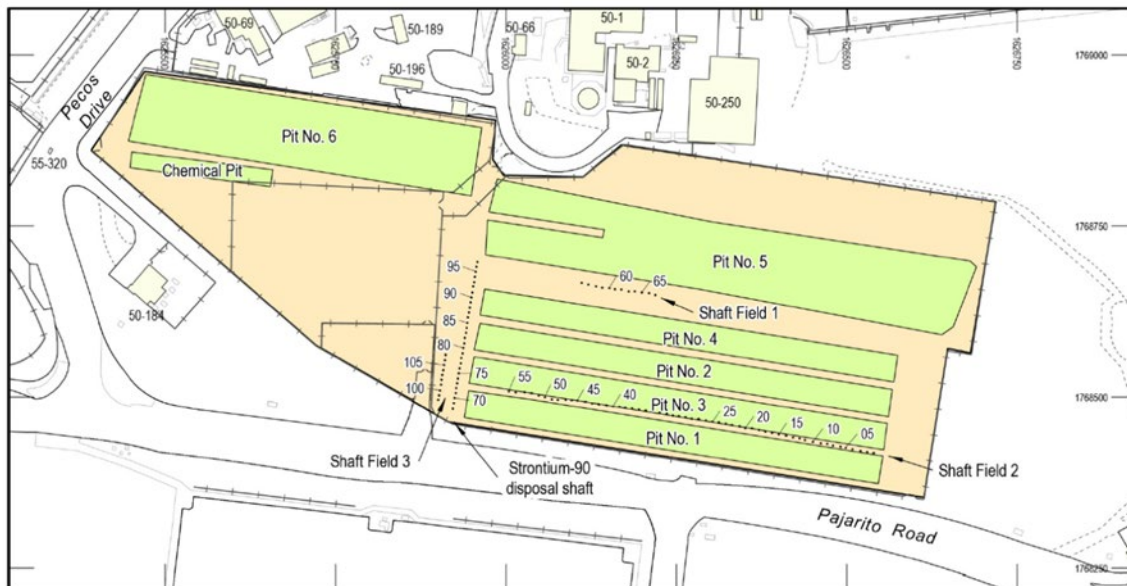 50-69
50-189
50-66
50-1
50-2
50-196
50-250
1769000
Pecos
Drive
55-320
Pit No. 6
Chemical Pit
50-184
1768750
Pit No. 5
95
60
65
90
Shaft Field 1
85
Pit No. 4
80
Pit No. 2
105
75
55
50
45
40
Pit No. 3
25
20
15
10
05
100
70
1768500
Pit No. 1
Shaft Field 3
Strontium-90
disposal shaft
Shaft Field 2
Pajarito Road
1768250